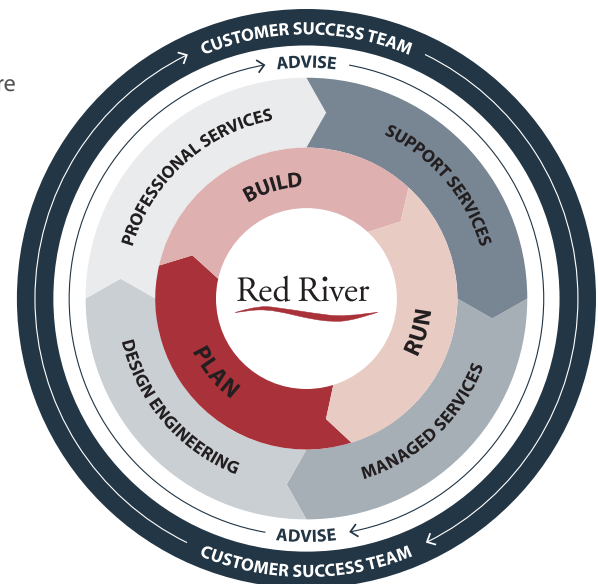 CUSTOMER SUCCESS TEAM
ADVISE
re
PROFESSIONAL SERVICES
SUPPORT SERVICES
BUILD
Red River
RUN
PLAN
DESIGN ENGINEERING
MANAGED SERVICES
ADVISE
CUSTOMER SUCCESS TEAM